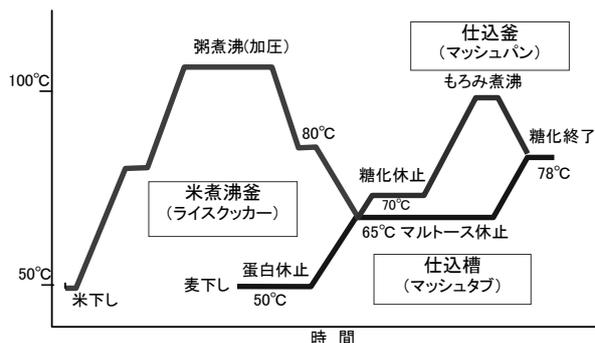 粥煮沸(加圧)
仕込釜
(マッシュパン)
もろみ煮沸
100℃
80℃
糖化終了
78℃
糖化休止
70℃
米煮沸釜
(ライスクッカー)
65℃ マルトース休止
仕込槽
(マッシュタブ)
蛋白休止
50℃
麦下し
50℃
米下し
時 間